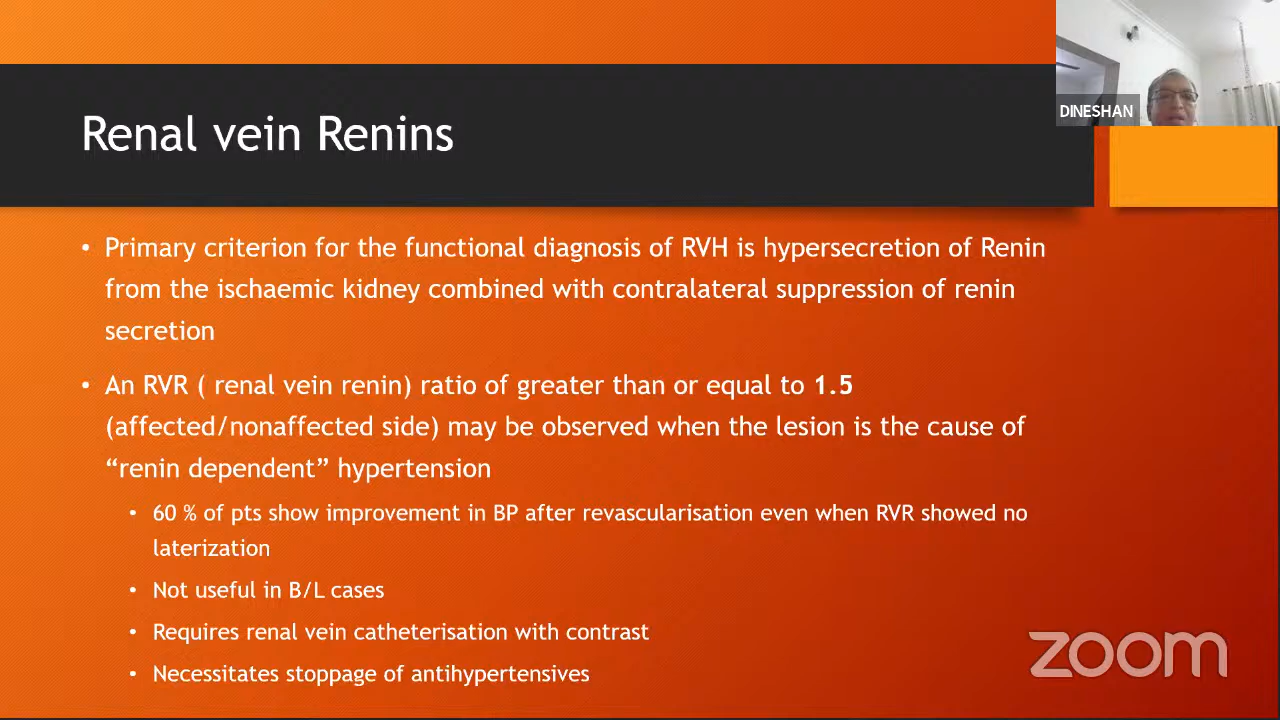 DINESHAN
Renal vein Renins
• Primary criterion for the functional diagnosis of RVH is hypersecretion of Renin
from the ischaemic kidney combined with contralateral suppression of renin
secretion
• An RVR ( renal vein renin) ratio of greater than or equal to 1.5
(affected/nonaffected side) may be observed when the lesion is the cause of
“renin dependent” hypertension
• 60 % of pts show improvement in BP after revascularisation even when RVR showed no
laterization
• Not useful in B/L cases
• Requires renal vein catheterisation with contrast
• Necessitates stoppage of antihypertensives
zoom